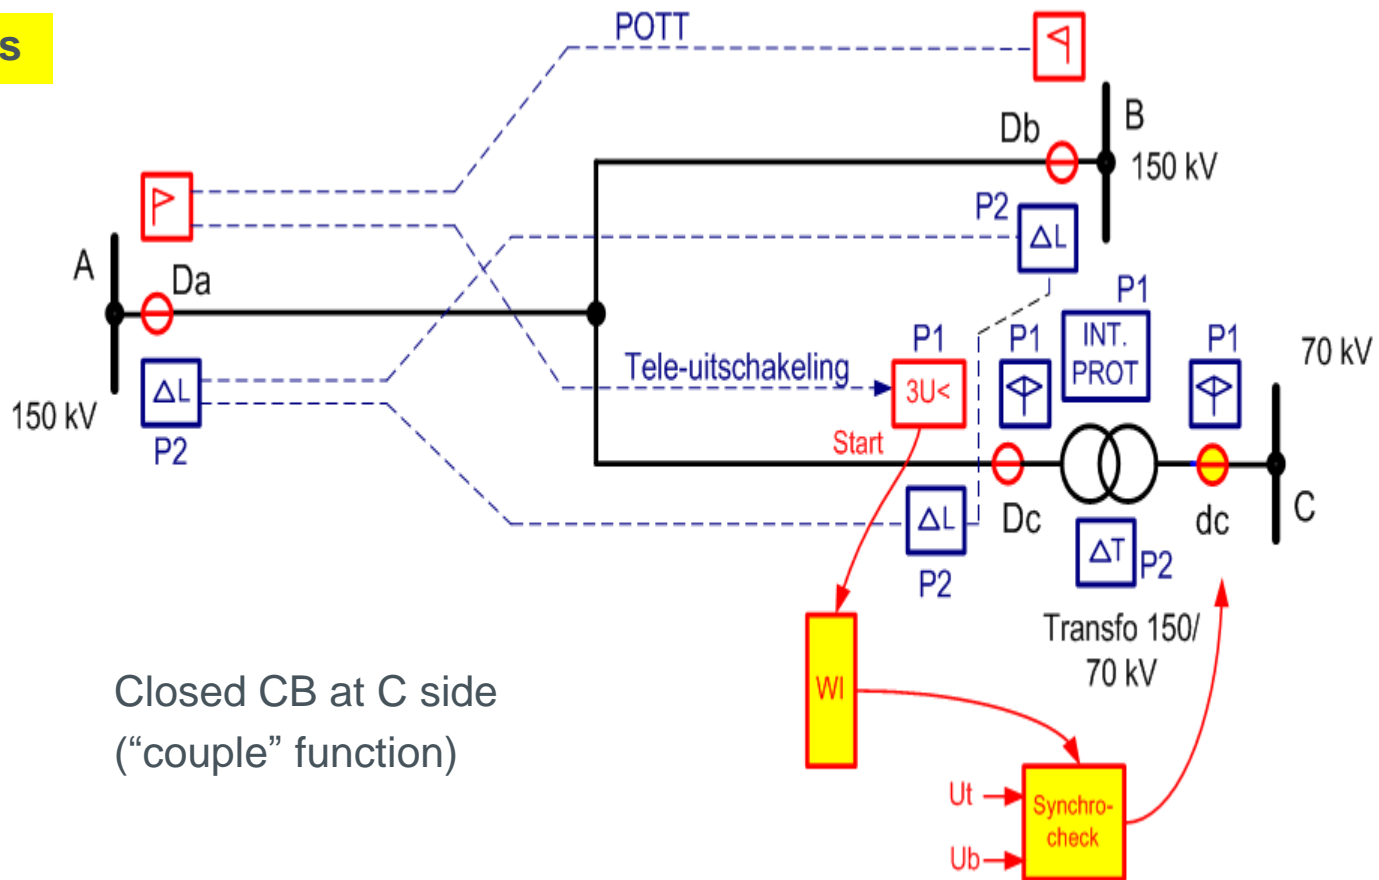 s
POTT
B
Db
150 kV
P2
ΔL
A
Da
P1
INT.
PROT
P1
P1
P1
70 kV
Tele-uitschakeling
3U<
ΔL
150 kV
P2
Start
Dc
dc
C
ΔL
P2
ΔT
P2
Transfo 150/
70 kV
WI
Closed CB at C side
(“couple” function)
Ut
Synchro-
check
Ub